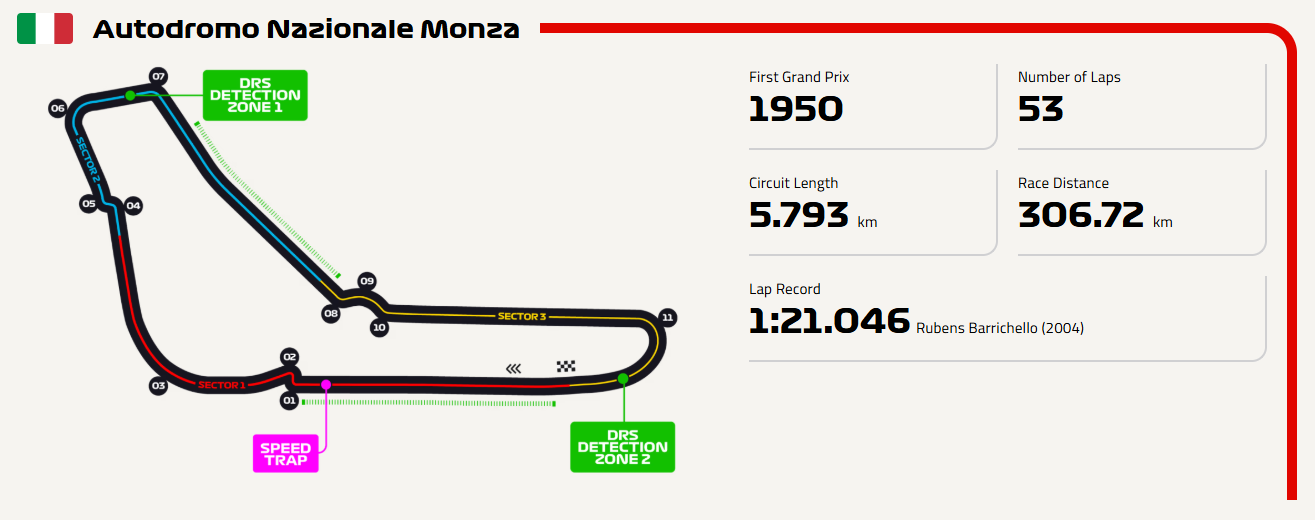 Autodromo Nazionale Monza
First Grand Prix
1950
Number of Laps
53
Circuit Length
5.793 km
Race Distance
306.72 km
Lap Record
1:21.046 Rubens Barrichello (2004)
07
DRS
DETECTION
ZONE 1
06
SECTOR 2
05
04
09
08
10
SECTOR 3
11
02
03
SECTOR 1
01
SPEED
TRAP
DRS
DETECTION
ZONE 2